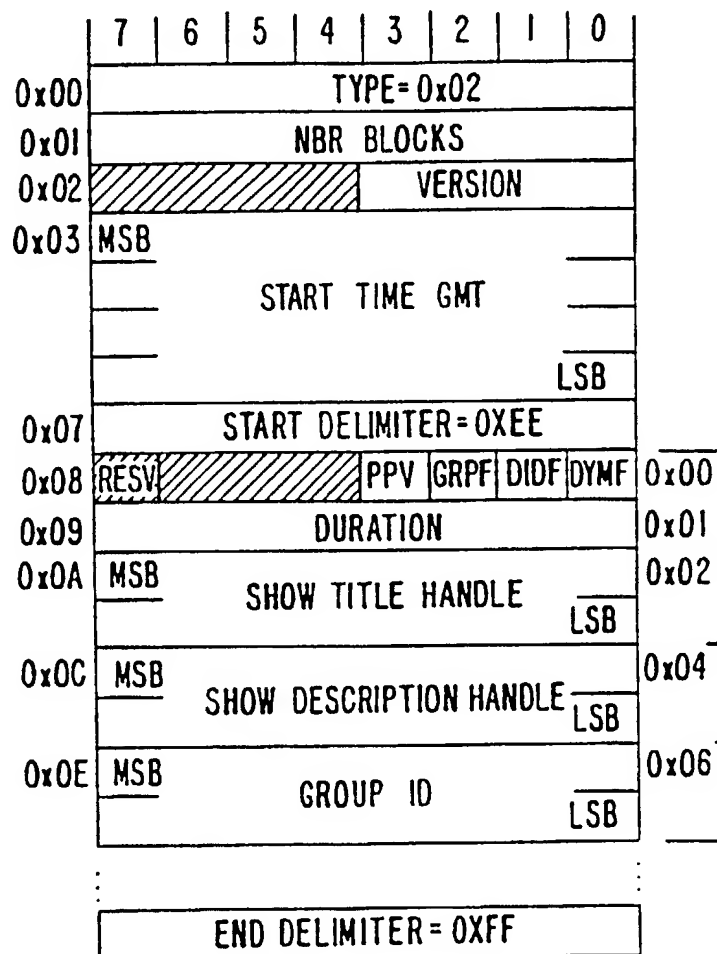 7 6 5 4 3 2 1 0
0x00 TYPE=0x02
0x01 NBR BLOCKS
0x02 VERSION
0x03 MSB
START TIME GMT
LSB
0x07 START DELIMITER=0XEE
0x08 RESV PPV GRPF DIDF DYMF 0x00
0x09 DURATION 0x01
0x0A MSB 0x02
SHOW TITLE HANDLE
LSB
0x0C MSB 0x04
SHOW DESCRIPTION HANDLE
LSB
0x0E MSB 0x06
GROUP ID
LSB
END DELIMITER=0XFF